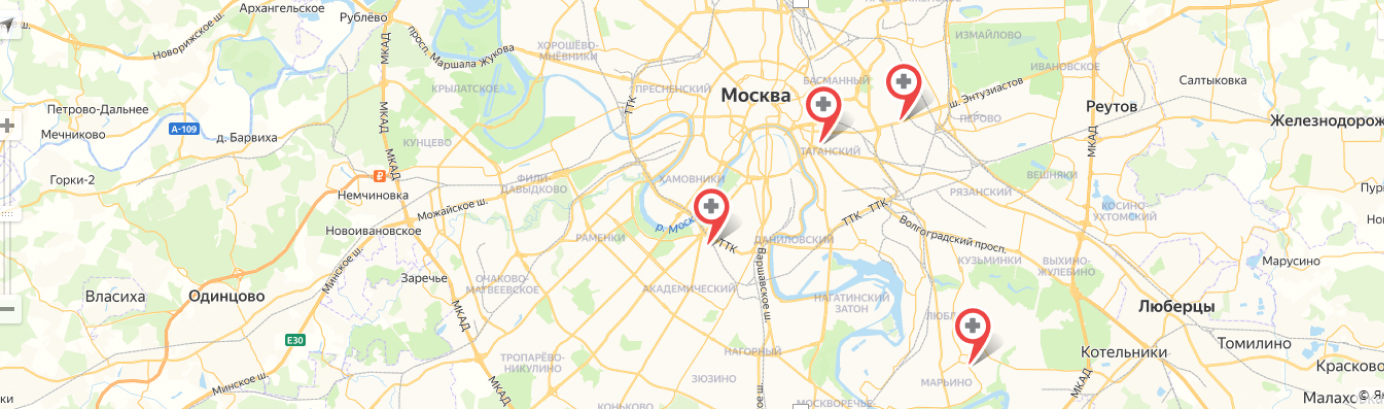 Архангельское
Рублёво
Новорижское ш.
МКАД
просп. Маршала Жукова
ХОРОШЁВО-
МНЁВНИКИ
ИЗМАЙЛОВО
ИВАНОВСКОЕ
Салтыковка
БАСМАННЫЙ
КРЫЛАТСКОЕ
ПРЕСНЕНСКИЙ
Москва
ш. Энтузиастов
Реутов
Петрово-Дальнее
МКАД
ТТК
ПЕРОВО
Железнодорож
Мечниково
А-109
д. Барвиха
КУНЦЕВО
МКАД
ТАГАНСКИЙ
МКАД
Горки-2
₽
Немчиновка
ФИЛИ
ДАВЫДКОВО
ХАМОВНИКИ
РЯЗАНСКИЙ
ВЕШНЯКИ
Пури
Можайское ш.
КОСИНО-
УХТОМСКИЙ
Новоивановское
РАМЕНКИ
р. Моск
ТТК
ДАНИЛОВСКИЙ
ТТК
ТТК
Волгоградский просп.
КУЗЬМИНКИ
ВЫХИНО-
ЖУЛЕБИНО
Марусино
Минское ш.
Заречье
ОЧАКОВО-
МАТВЕЕВСКОЕ
АКАДЕМИЧЕСКИЙ
Варшавское ш.
НАГАТИНСКИЙ
ЗАТОН
Власиха
Одинцово
МКАД
ЛЮБЛ
Люберцы
Е30
Томилино
ТРОПАРЁВО-
НИКУЛИНО
НАГОРНЫЙ
Котельники
Красково
Минское ш.
МКАД
ЗЮЗИНО
МАРЬИНО
МКАД
КОНЬКОВО
МОСКВОРЕЧЬЕ
Малахо
© Ян